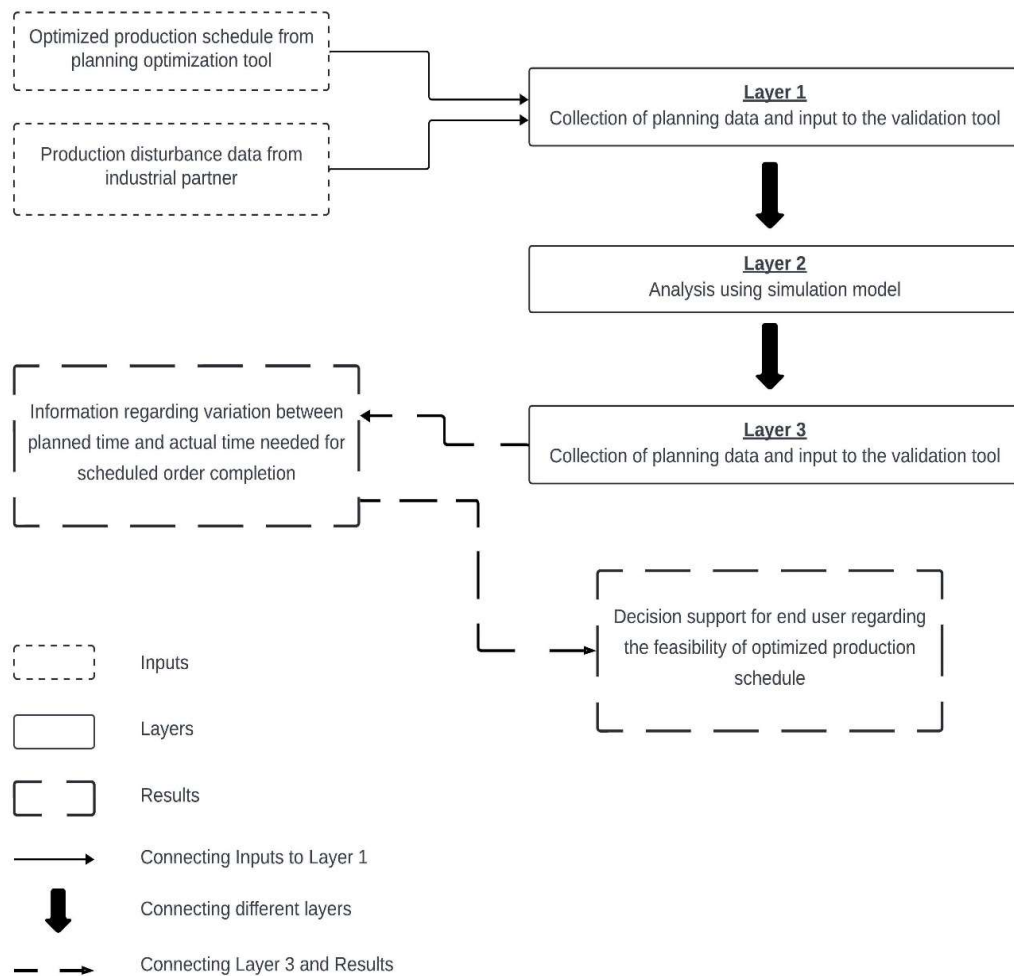 Optimized production schedule from
planning optimization tool
Production disturbance data from
industrial partner
Layer 1
Collection of planning data and input to the validation tool
Layer 2
Analysis using simulation model
Layer 3
Collection of planning data and input to the validation tool
Information regarding variation between
planned time and actual time needed for
scheduled order completion
Decision support for end user regarding
the feasibility of optimized production
schedule
Inputs
Layers
Results
Connecting Inputs to Layer 1
Connecting different layers
Connecting Layer 3 and Results